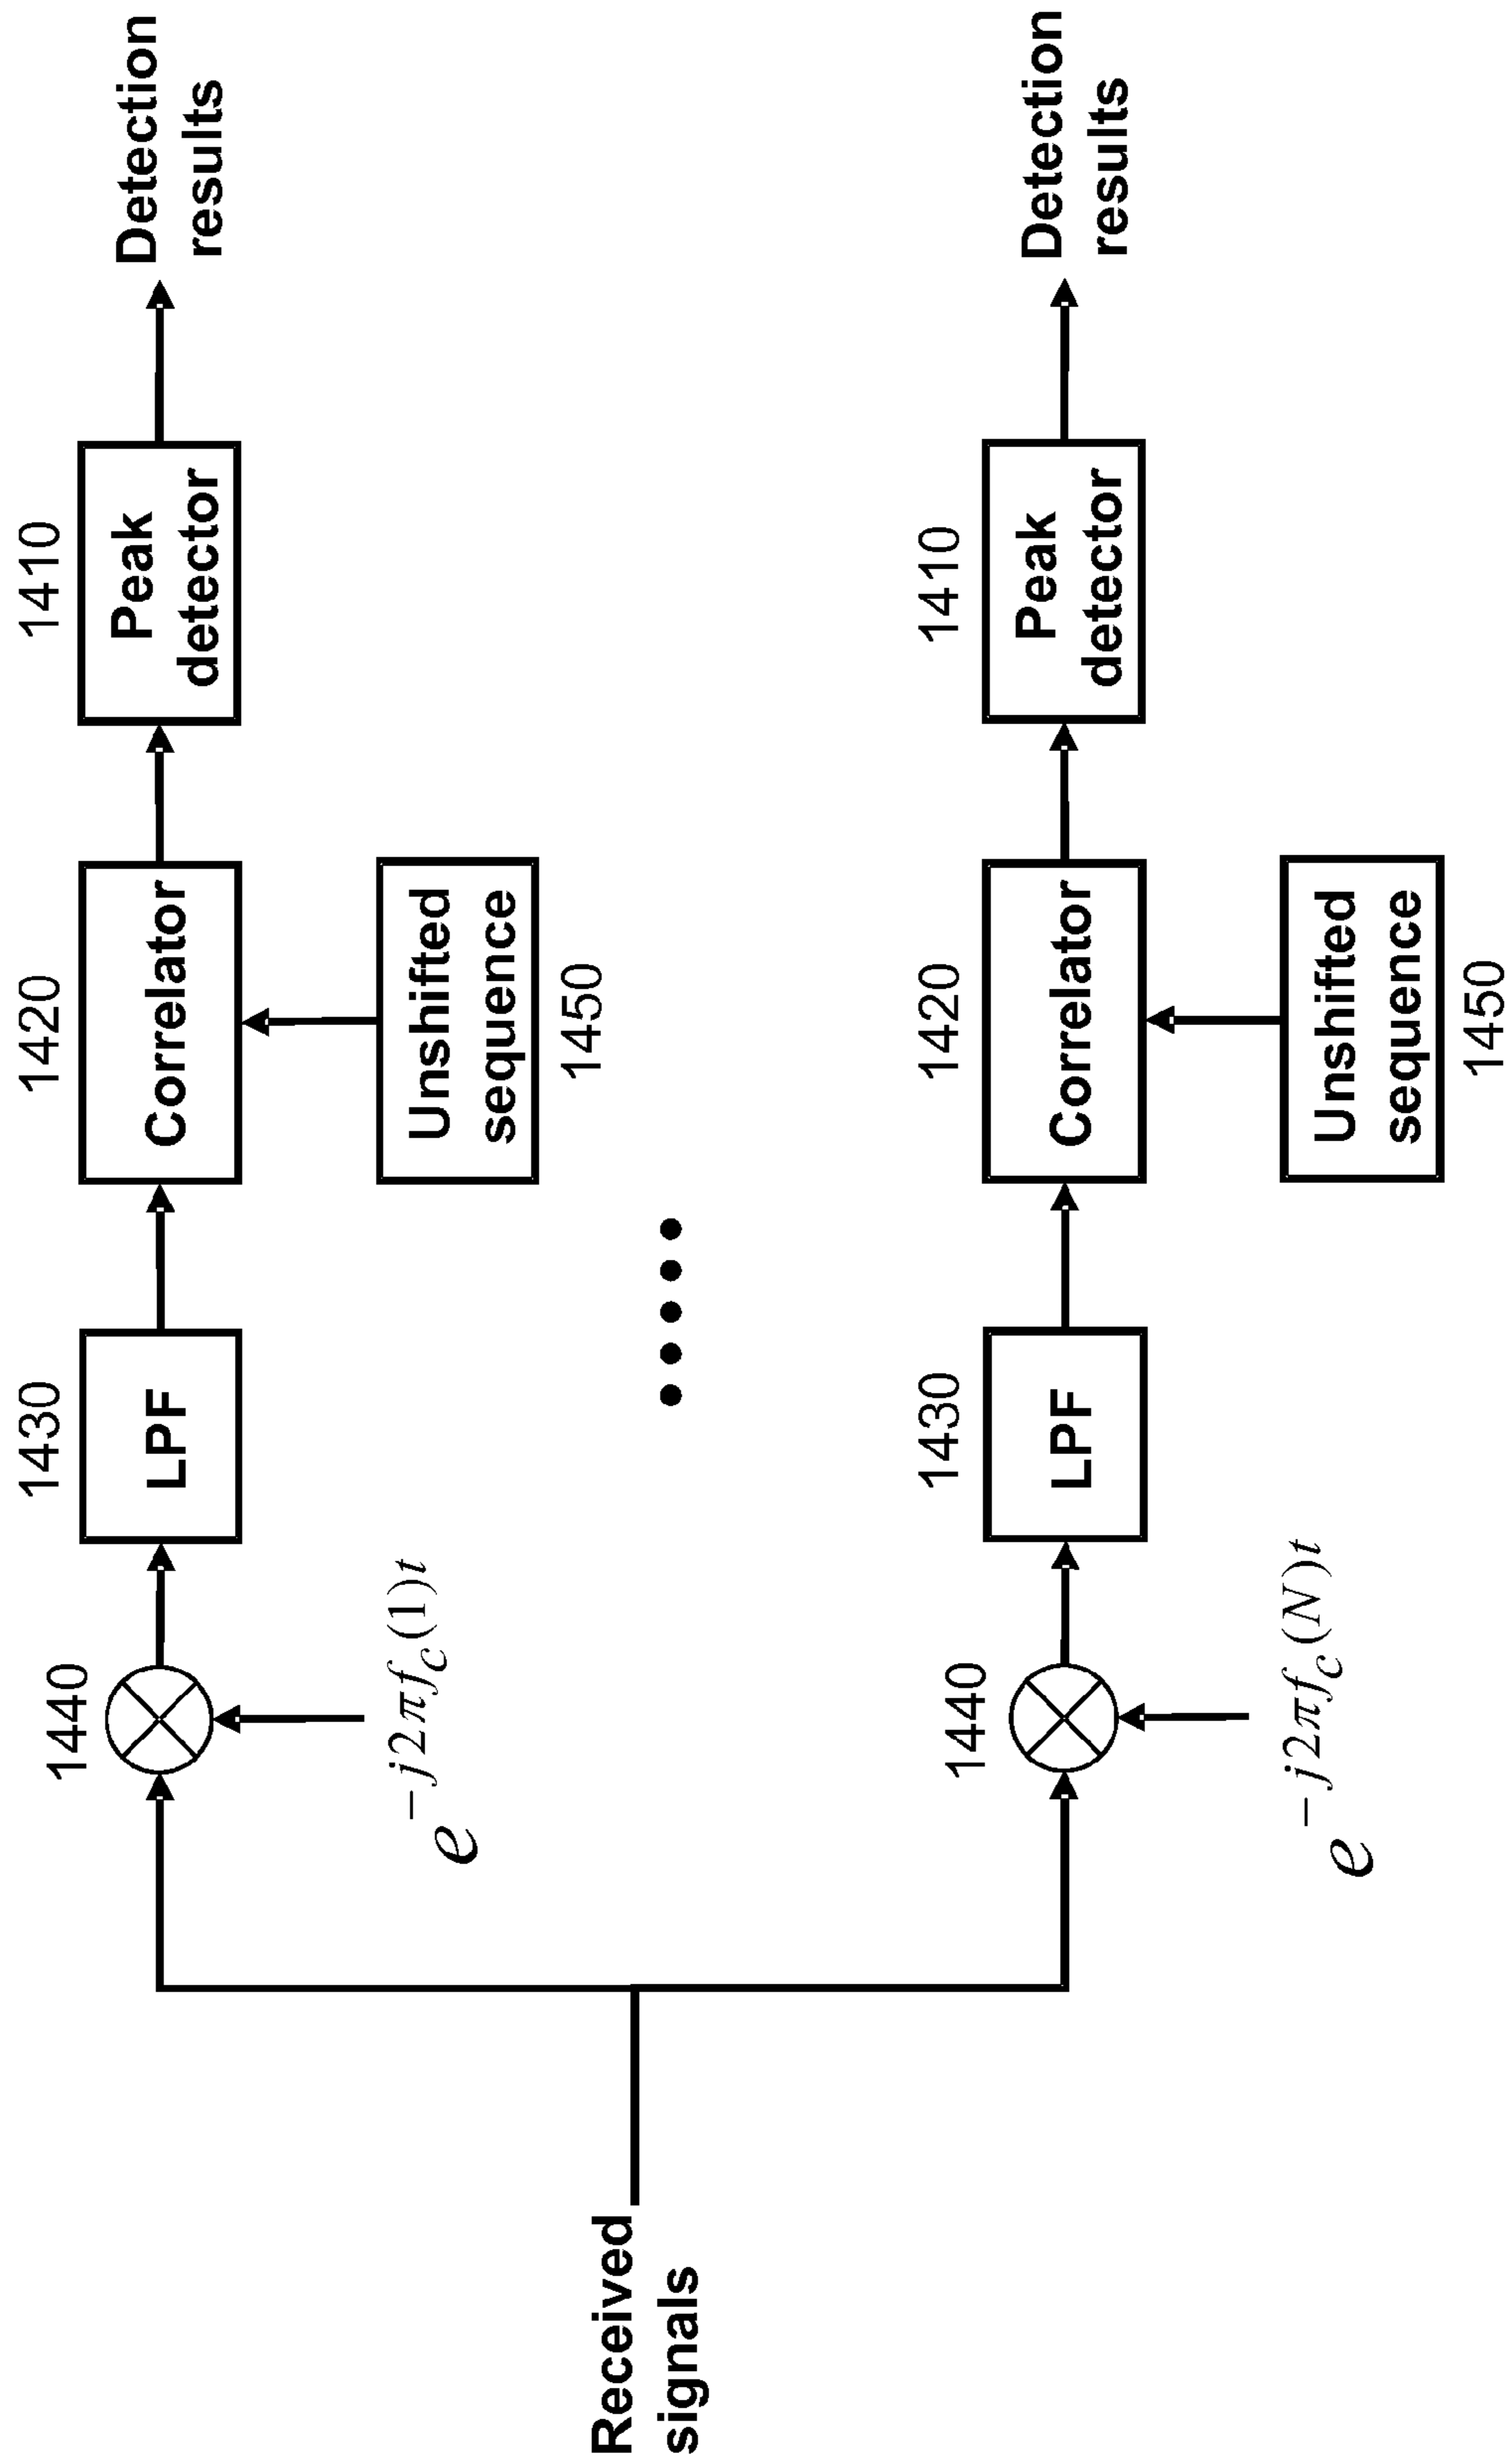 Received
signals
1440
e^{-j2πf_c(1)t}
1430
LPF
1420
Correlator
Unshifted
sequence
1450
1410
Peak
detector
Detection
results
1440
e^{-j2πf_c(N)t}
1430
LPF
1420
Correlator
Unshifted
sequence
1450
1410
Peak
detector
Detection
results